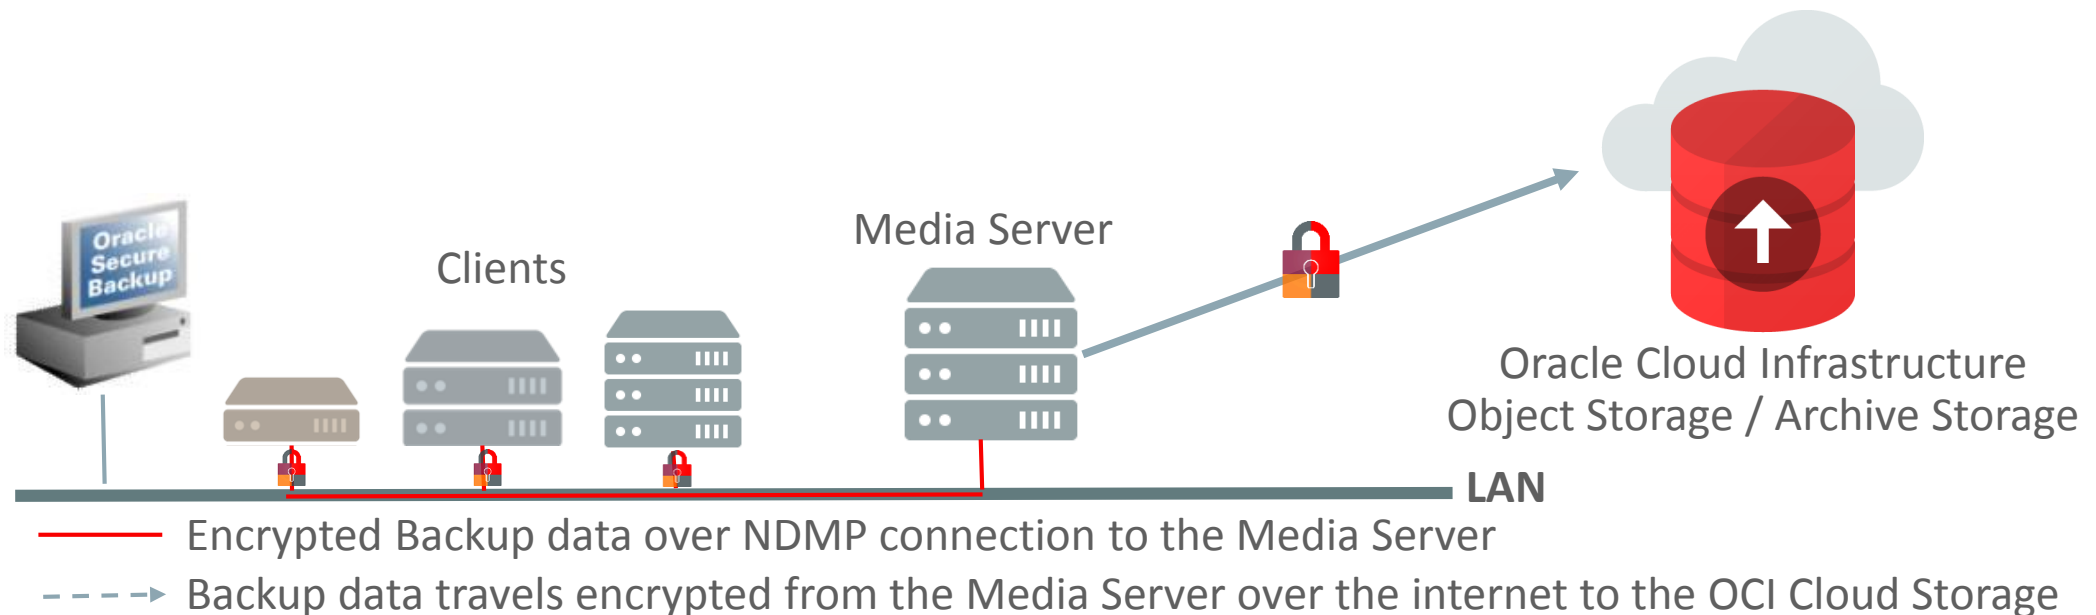 Oracle
Secure
Backup
Clients
Media Server
Oracle Cloud Infrastructure
Object Storage / Archive Storage
LAN
Encrypted Backup data over NDMP connection to the Media Server
Backup data travels encrypted from the Media Server over the internet to the OCI Cloud Storage